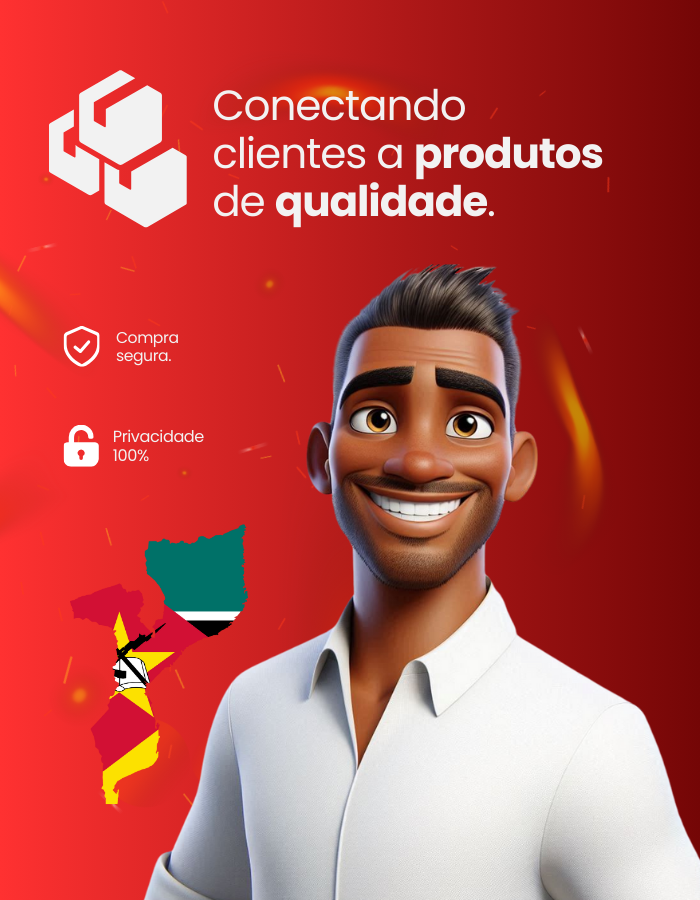 Conectando
clientes a produtos
de qualidade.
Compra
segura.
Privacidade
100%